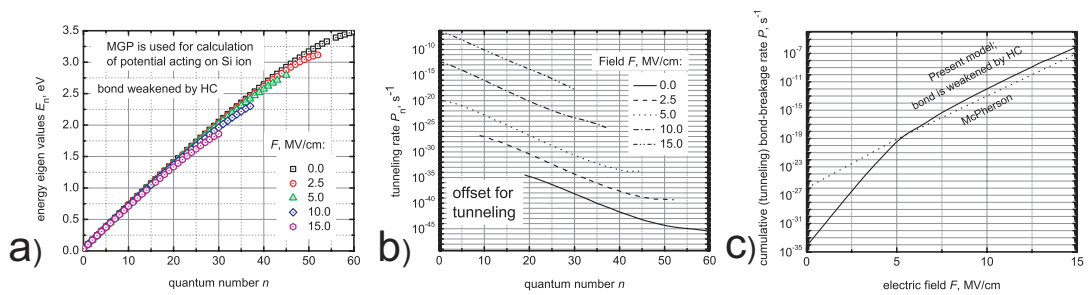 3.5
3.0
2.5
2.0
1.5
1.0
0.5
0.0
energy eigen values Eₙ, eV
MGP is used for calculation
of potential acting on Si ion
bond weakened by HC
F, MV/cm:
0.0
2.5
5.0
10.0
15.0
0 10 20 30 40 50 60
quantum number n
a)
10⁻⁵
10⁻¹⁰
10⁻¹⁵
10⁻²⁰
10⁻²⁵
10⁻³⁰
10⁻³⁵
10⁻⁴⁰
10⁻⁴⁵
tunneling rate Pₙ, s⁻¹
Field F, MV/cm:
0.0
2.5
5.0
10.0
15.0
offset for
tunneling
0 10 20 30 40 50 60
quantum number n
b)
10⁻⁷
10⁻¹¹
10⁻¹⁵
10⁻¹⁹
10⁻²³
10⁻²⁷
10⁻³¹
10⁻³⁵
cumulative (tunneling) bond-breakage rate P, s⁻¹
Present model;
bond is weakened by HC
McPherson
0 5 10 15
electric field F, MV/cm
c)